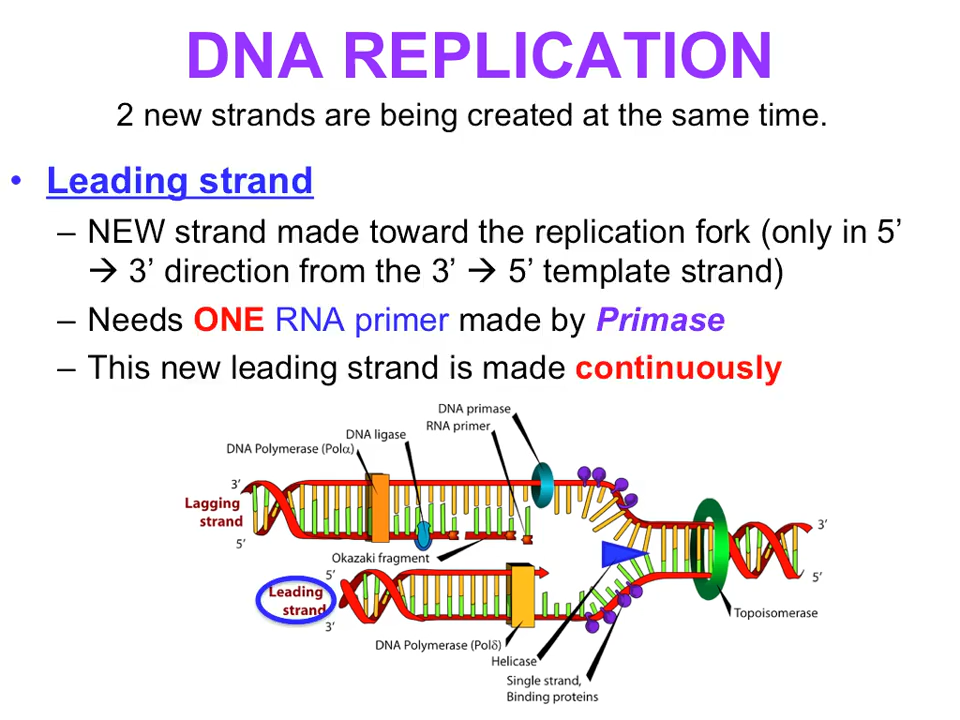 DNA REPLICATION
2 new strands are being created at the same time.
• Leading strand
– NEW strand made toward the replication fork (only in 5’
→ 3’ direction from the 3’ → 5’ template strand)
– Needs ONE RNA primer made by Primase
– This new leading strand is made continuously
DNA primase
RNA primer
DNA ligase
DNA Polymerase (Polα)
3’
Lagging
strand
5’
Okazaki fragment
3’
5’
Topoisomerase
5’
Leading
strand
3’
DNA Polymerase (Polδ)
Helicase
Single strand,
Binding proteins